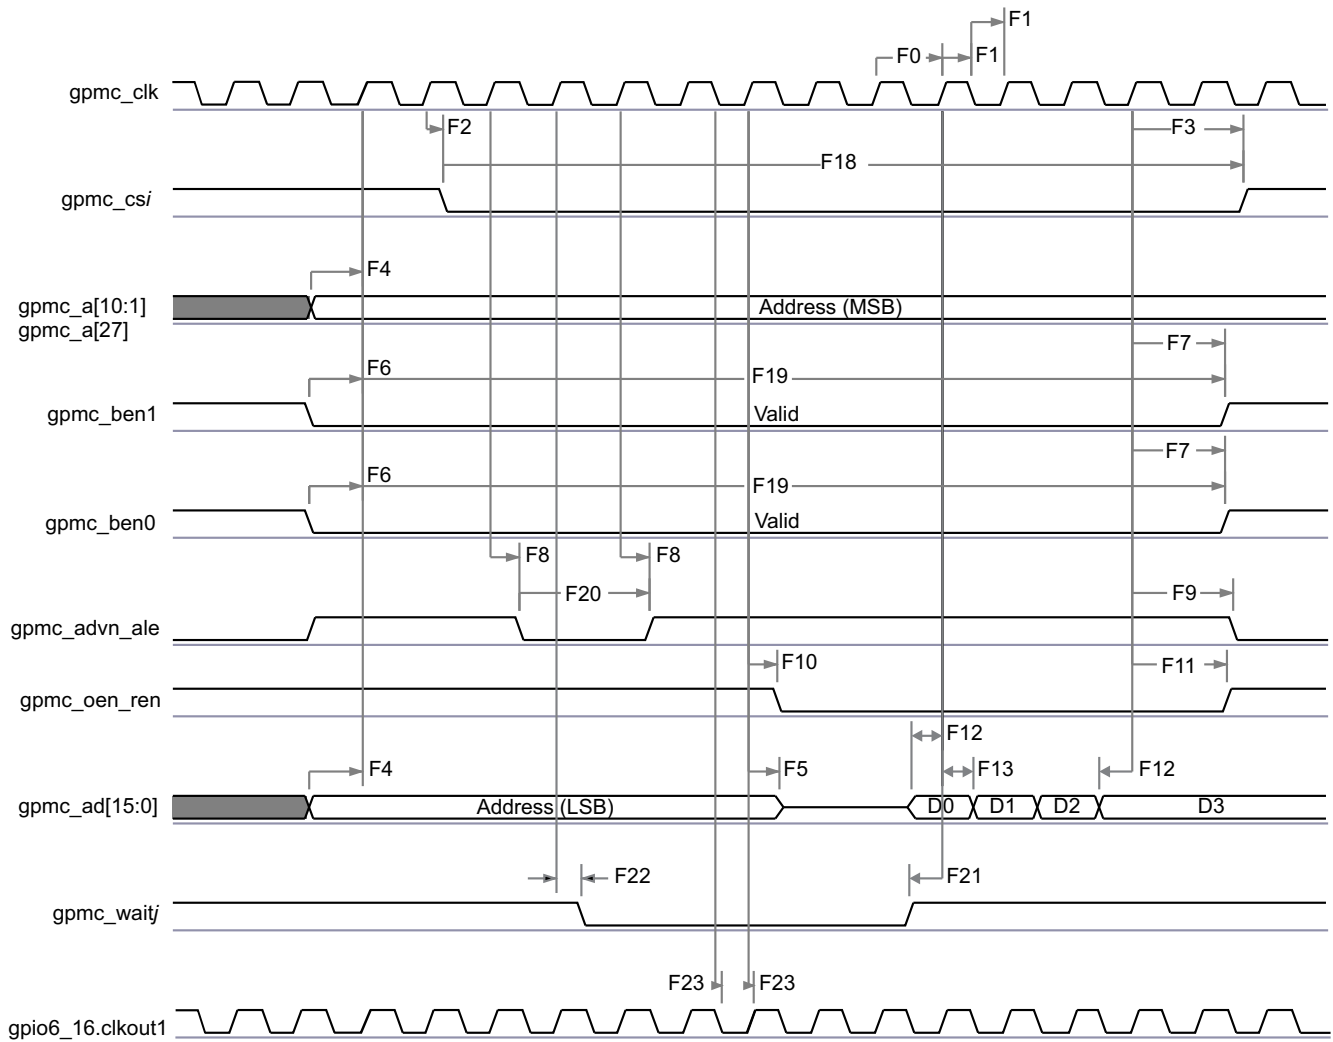 F1
F0
F1
gpmc_clk
F2
F3
F18
gpmc_csi
F4
gpmc_a[10:1]
Address (MSB)
gpmc_a[27]
F7
F6
F19
gpmc_ben1
Valid
F7
F6
F19
gpmc_ben0
Valid
F8
F8
F20
F9
gpmc_advn_ale
F10
F11
gpmc_oen_ren
F12
F4
F5
F13
F12
gpmc_ad[15:0]
Address (LSB)
D0
D1
D2
D3
F22
F21
gpmc_waitj
F23
F23
gpio6_16.clkout1